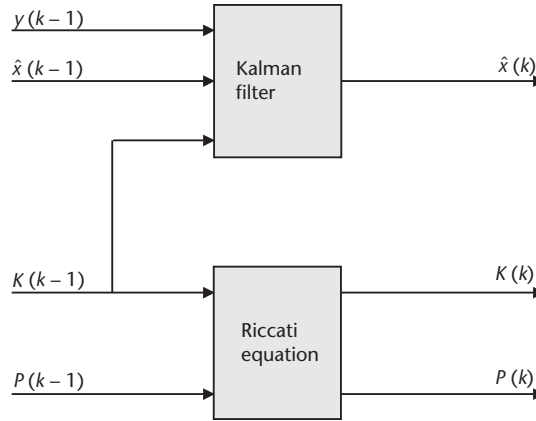 y (k – 1)
x̂ (k – 1)
Kalman
filter
x̂ (k)
K (k – 1)
K (k)
Riccati
equation
P (k – 1)
P (k)